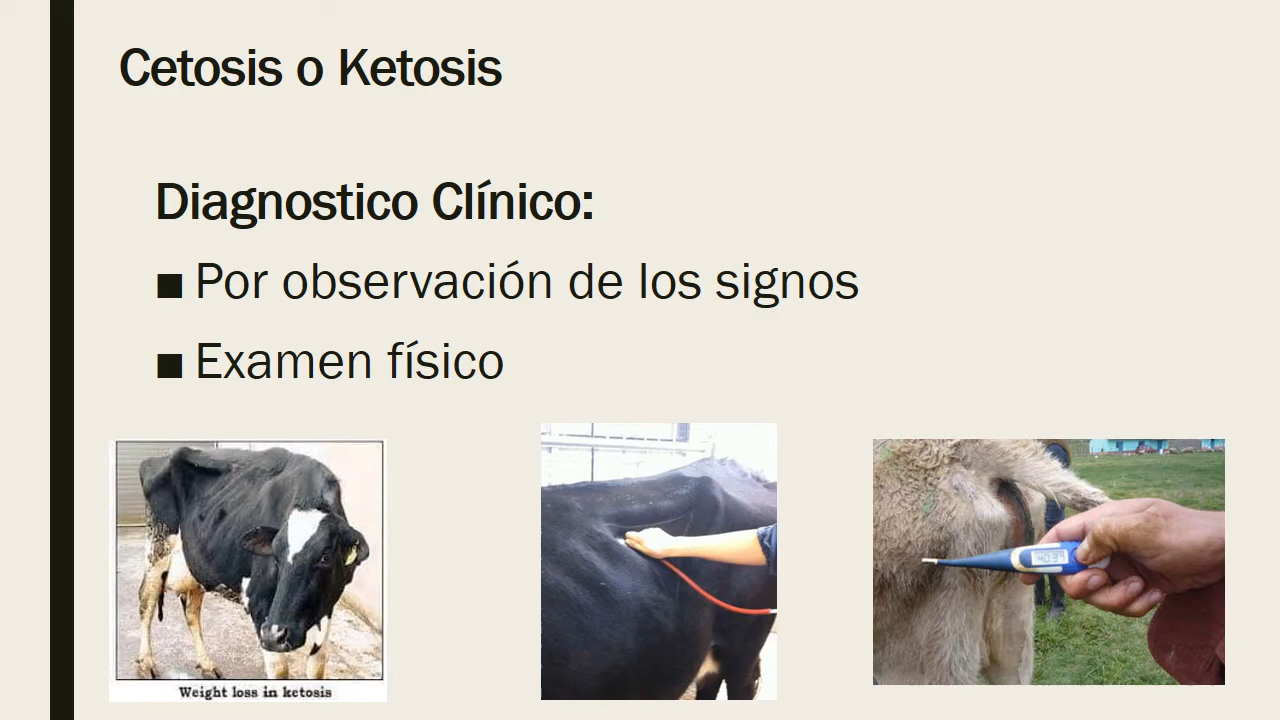 Cetosis o Ketosis
Diagnostico Clínico:
■ Por observación de los signos
■ Examen físico
Weight loss in ketosis